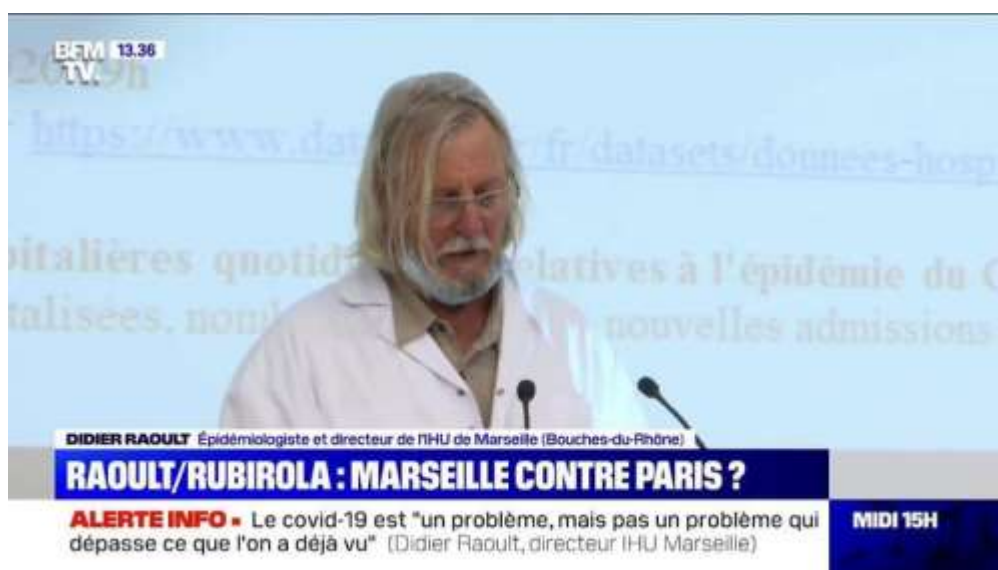 BFM 13.36
TV.
9h
https://www.dat fr/datasets/donnees-hosp
pitalières quotid elatives à l'épidémie du C
talisées, nom nouvelles admissions
DIDIER RAOULT Épidémiologiste et directeur de l'IHU de Marseille (Bouches-du-Rhône)
RAOULT/RUBIROLA : MARSEILLE CONTRE PARIS ?
ALERTE INFO Le covid-19 est "un problème, mais pas un problème qui
dépasse ce que l'on a déjà vu" (Didier Raoult, directeur IHU Marseille)
MIDI 15H